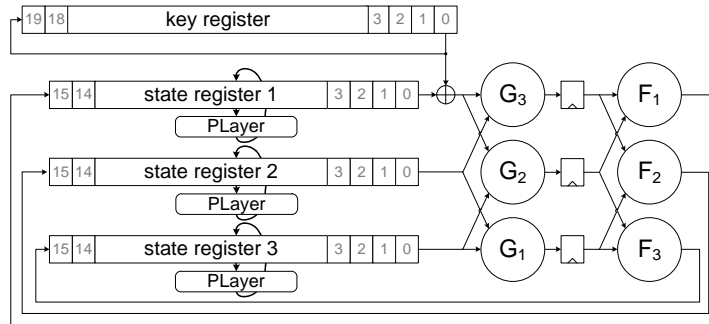 19 18 key register 3 2 1 0
15 14 state register 1 3 2 1 0
PLayer
G3
F1
15 14 state register 2 3 2 1 0
PLayer
G2
F2
15 14 state register 3 3 2 1 0
PLayer
G1
F3